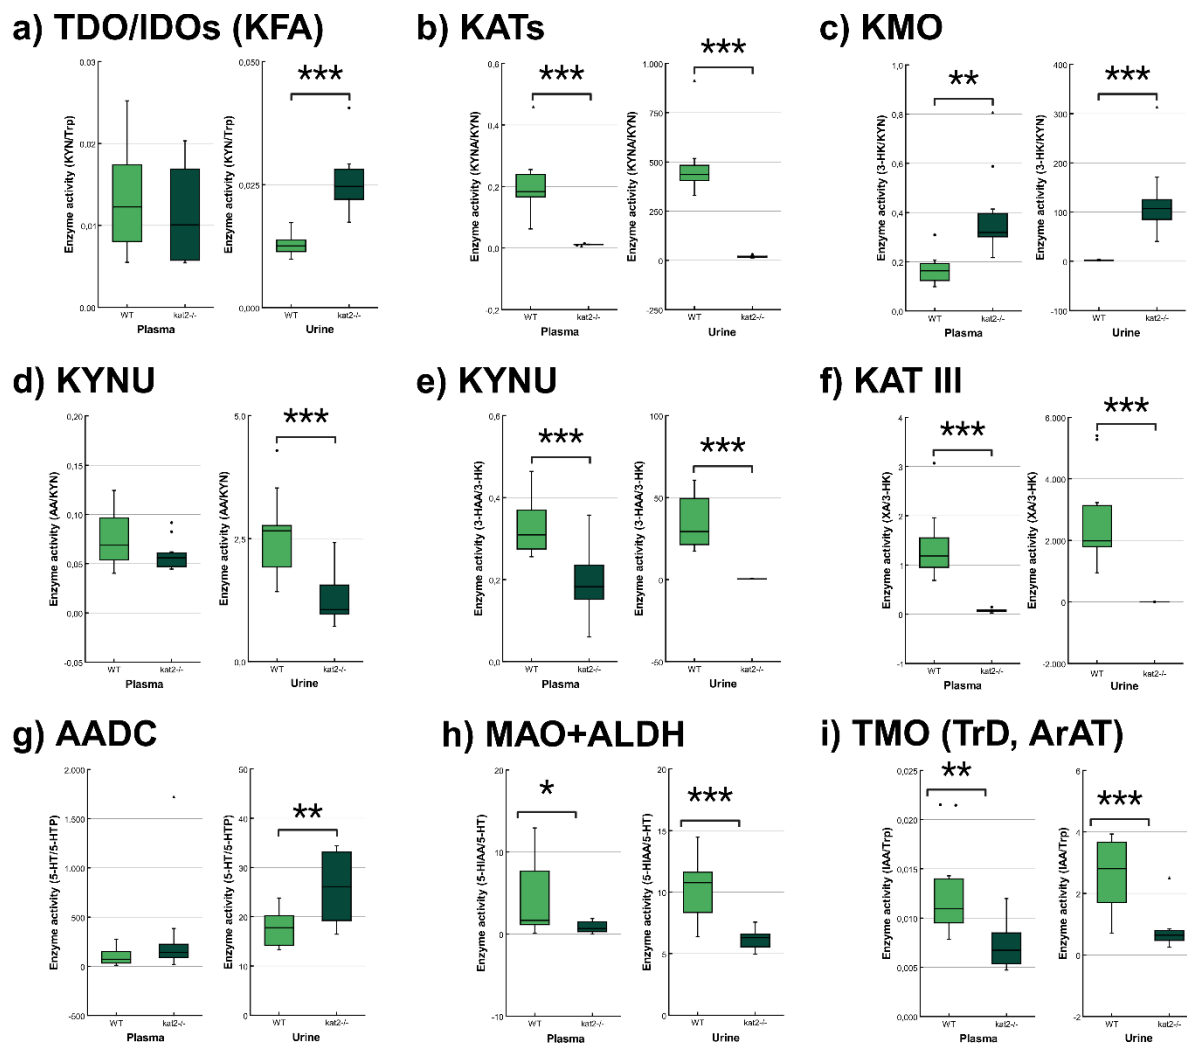 a) TDO/IDOs (KFA)
b) KATs
c) KMO
Enzyme activity (KYN/Trp)
0.03
0.02
0.01
0.00
WT
kat2-/-
Plasma
Enzyme activity (KYN/Trp)
0,050
0,025
0,000
***
WT
kat2-/-
Urine
Enzyme activity (KYNA/KYN)
0,6
0,4
0,2
0,0
-0,2
***
WT
kat2-/-
Plasma
Enzyme activity (KYNA/KYN)
1.000
750
500
250
0
-250
***
WT
kat2-/-
Urine
Enzyme activity (3-HK/KYN)
1,0
0,8
0,6
0,4
0,2
0,0
**
WT
kat2-/-
Plasma
Enzyme activity (3-HK/KYN)
400
300
200
100
0
-100
***
WT
kat2-/-
Urine
d) KYNU
e) KYNU
f) KAT III
Enzyme activity (AA/KYN)
0,20
0,15
0,10
0,05
0,00
-0,05
WT
kat2-/-
Plasma
Enzyme activity (AA/KYN)
5,0
2,5
0,0
***
WT
kat2-/-
Urine
Enzyme activity (3-HAA/3-HK)
0,6
0,4
0,2
0,0
***
WT
kat2-/-
Plasma
Enzyme activity (3-HAA/3-HK)
100
50
0
-50
***
WT
kat2-/-
Urine
Enzyme activity (XA/3-HK)
4
3
2
1
0
-1
***
WT
kat2-/-
Plasma
Enzyme activity (XA/3-HK)
6.000
4.000
2.000
0
-2.000
***
WT
kat2-/-
Urine
g) AADC
h) MAO+ALDH
i) TMO (TrD, ArAT)
Enzyme activity (5-HT/5-HTP)
2.000
1.500
1.000
500
0
-500
WT
kat2-/-
Plasma
Enzyme activity (5-HT/5-HTP)
50
40
30
20
10
0
**
WT
kat2-/-
Urine
Enzyme activity (5-HIAA/5-HT)
20
10
0
-10
*
WT
kat2-/-
Plasma
Enzyme activity (5-HIAA/5-HT)
20
15
10
5
0
***
WT
kat2-/-
Urine
Enzyme activity (IAA/Trp)
0,025
0,020
0,015
0,010
0,005
0,000
**
WT
kat2-/-
Plasma
Enzyme activity (IAA/Trp)
6
4
2
0
-2
***
WT
kat2-/-
Urine